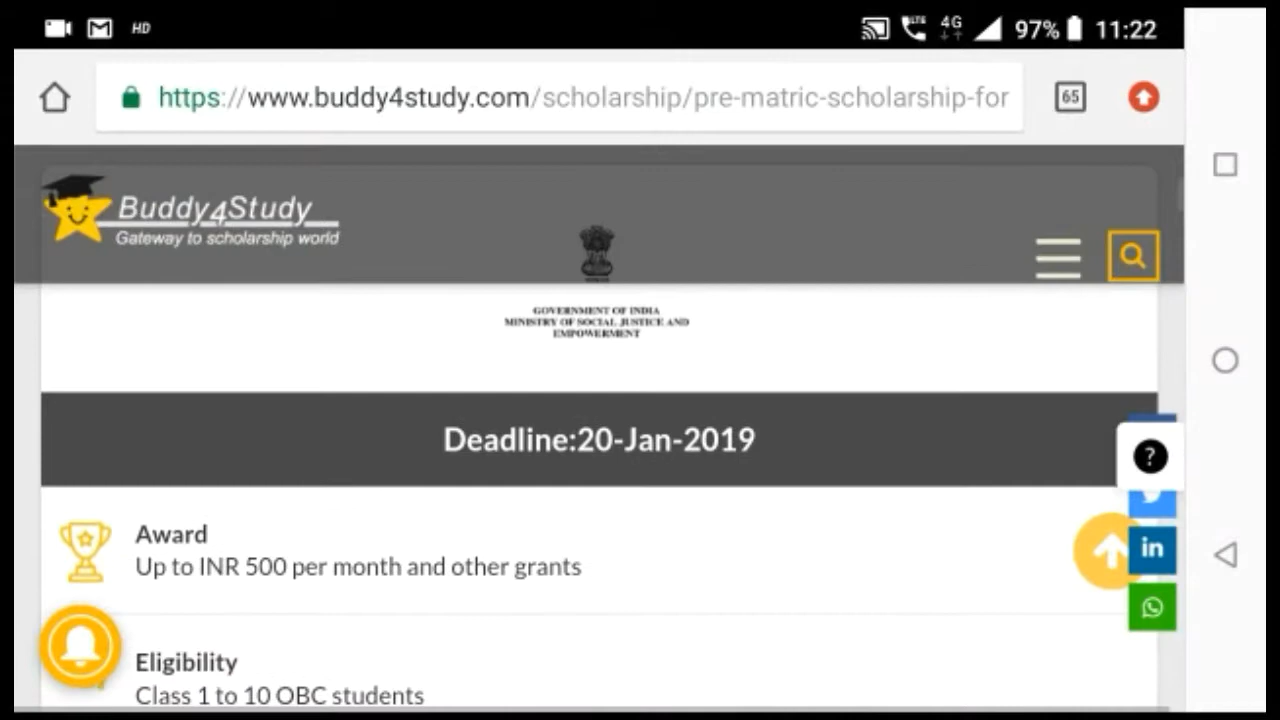 HD
LTE
4G
97%
11:22
https://www.buddy4study.com/scholarship/pre-matric-scholarship-for
65
Buddy4Study
Gateway to scholarship world
GOVERNMENT OF INDIA
MINISTRY OF SOCIAL JUSTICE AND
EMPOWERMENT
Deadline:20-Jan-2019
?
Award
Up to INR 500 per month and other grants
in
Eligibility
Class 1 to 10 OBC students